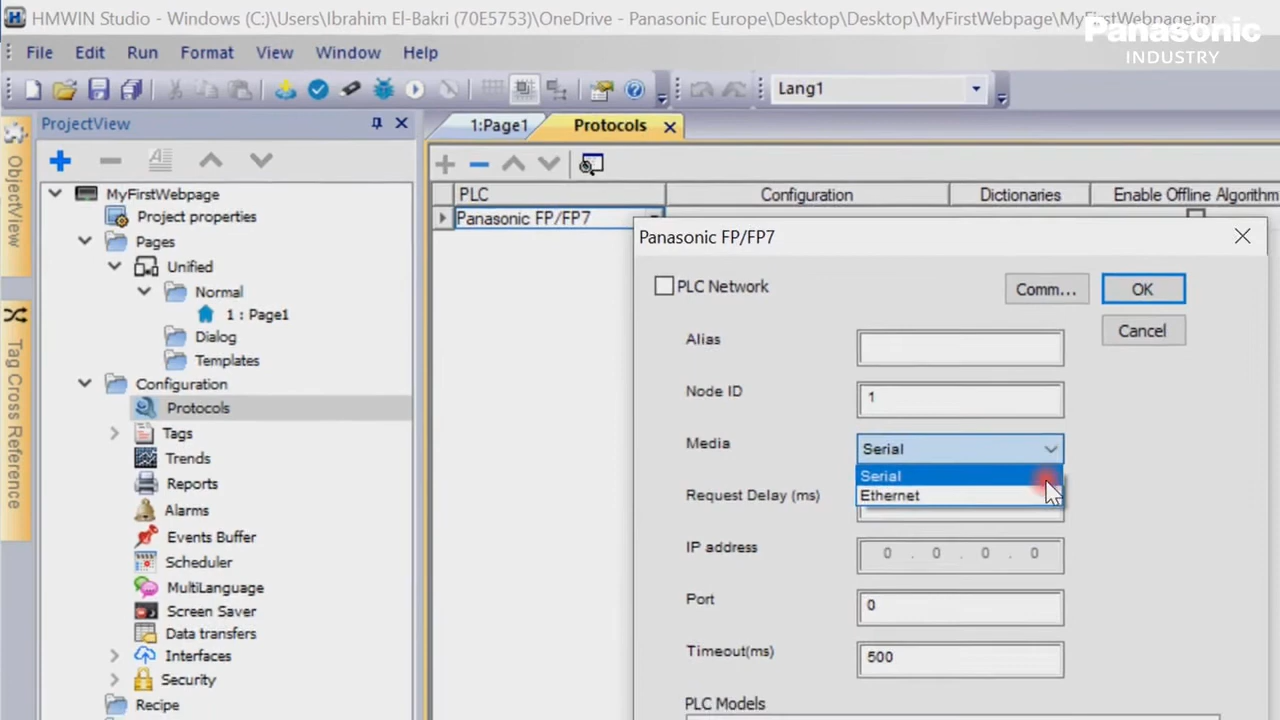 HMWIN Studio - Windows (C:)\Users\Ibrahim El-Bakd (70E5753)\OneDrive - Panasonic Europe\Desktop\Desktop\MyFirstWebpage\MyFirstWebpage.jpr
Panasonic
INDUSTRY
File Edit Run Format View Window Help
Lang1
ObjectView
Tag Cross Reference
ProjectView
MyFirstWebpage
Project properties
Pages
Unified
Normal
1 : Page1
Dialog
Templates
Configuration
Protocols
Tags
Trends
Reports
Alarms
Events Buffer
Scheduler
MultiLanguage
Screen Saver
Data transfers
Interfaces
Security
Recipe
1:Page1 Protocols
PLC Configuration Dictionaries Enable Offline Algorithm
Panasonic FP/FP7
Panasonic FP/FP7
PLC Network Comm... OK
Cancel
Alias
Node ID 1
Media Serial
Serial
Ethernet
Request Delay (ms)
IP address 0 . 0 . 0 . 0
Port 0
Timeout(ms) 500
PLC Models